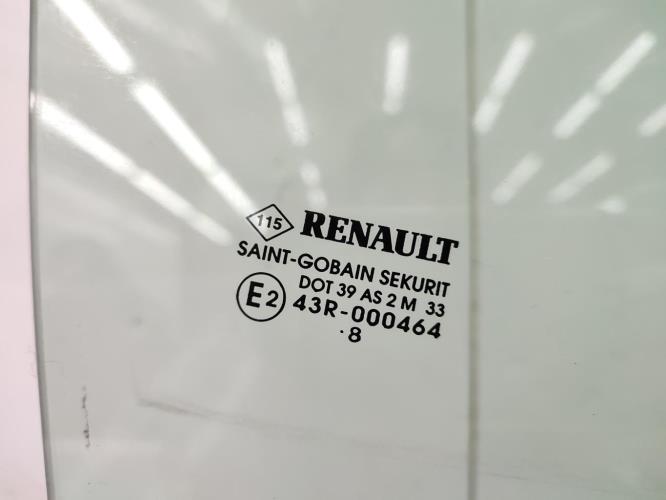 115 RENAULT
SAINT-GOBAIN SEKURIT
DOT 39 AS 2 M 33
E2 43R-000464
.8